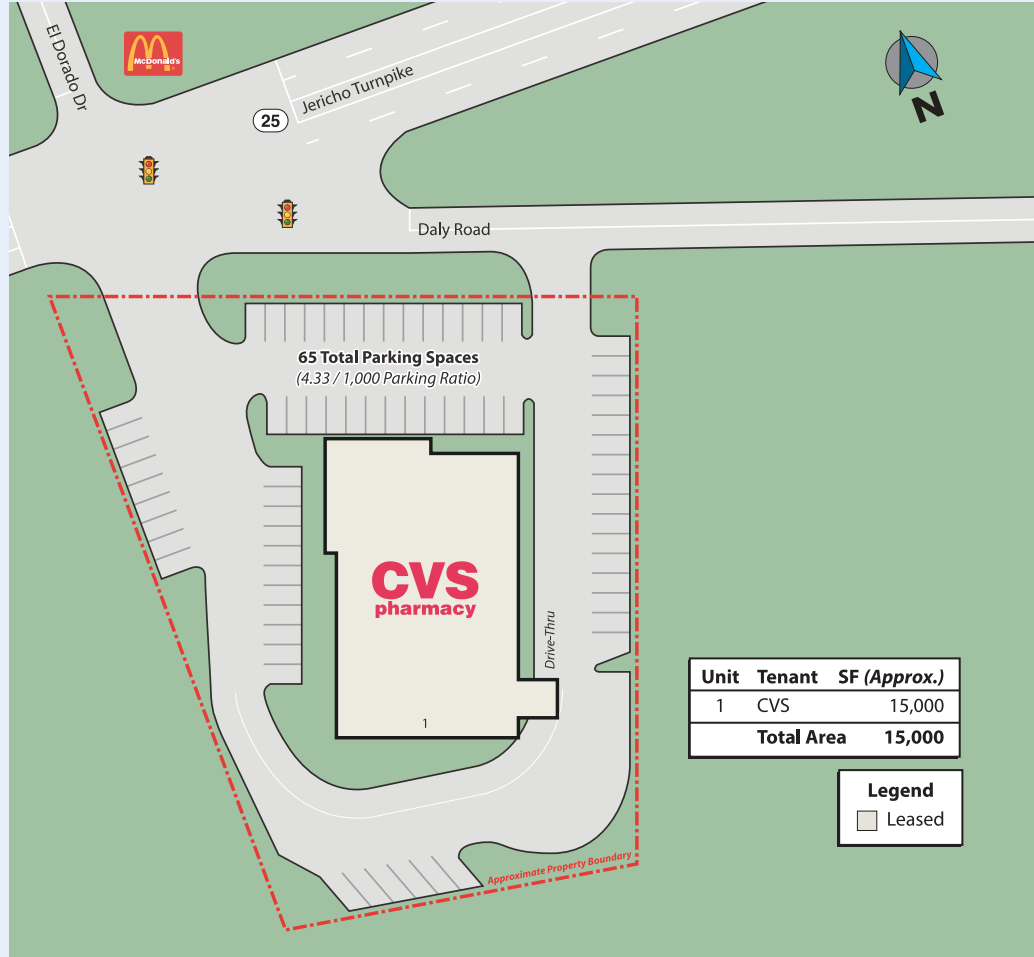 El Dorado Dr
McDonald's
Jericho Turnpike
25
N
Daly Road
65 Total Parking Spaces
(4.33 / 1,000 Parking Ratio)
CVS
pharmacy
Drive-Thru
1
Unit Tenant SF (Approx.)
1 CVS 15,000
Total Area 15,000
Legend
Leased
Approximate Property Boundary